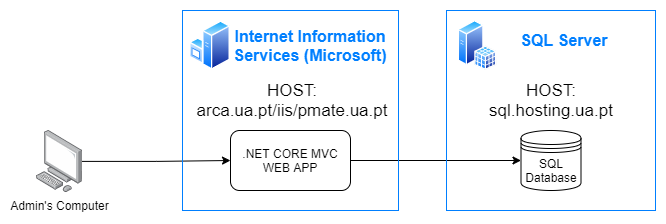 Internet Information
Services (Microsoft)
HOST:
arca.ua.pt/iis/pmate.ua.pt
.NET CORE MVC
WEB APP
SQL Server
HOST:
sql.hosting.ua.pt
SQL
Database
Admin's Computer